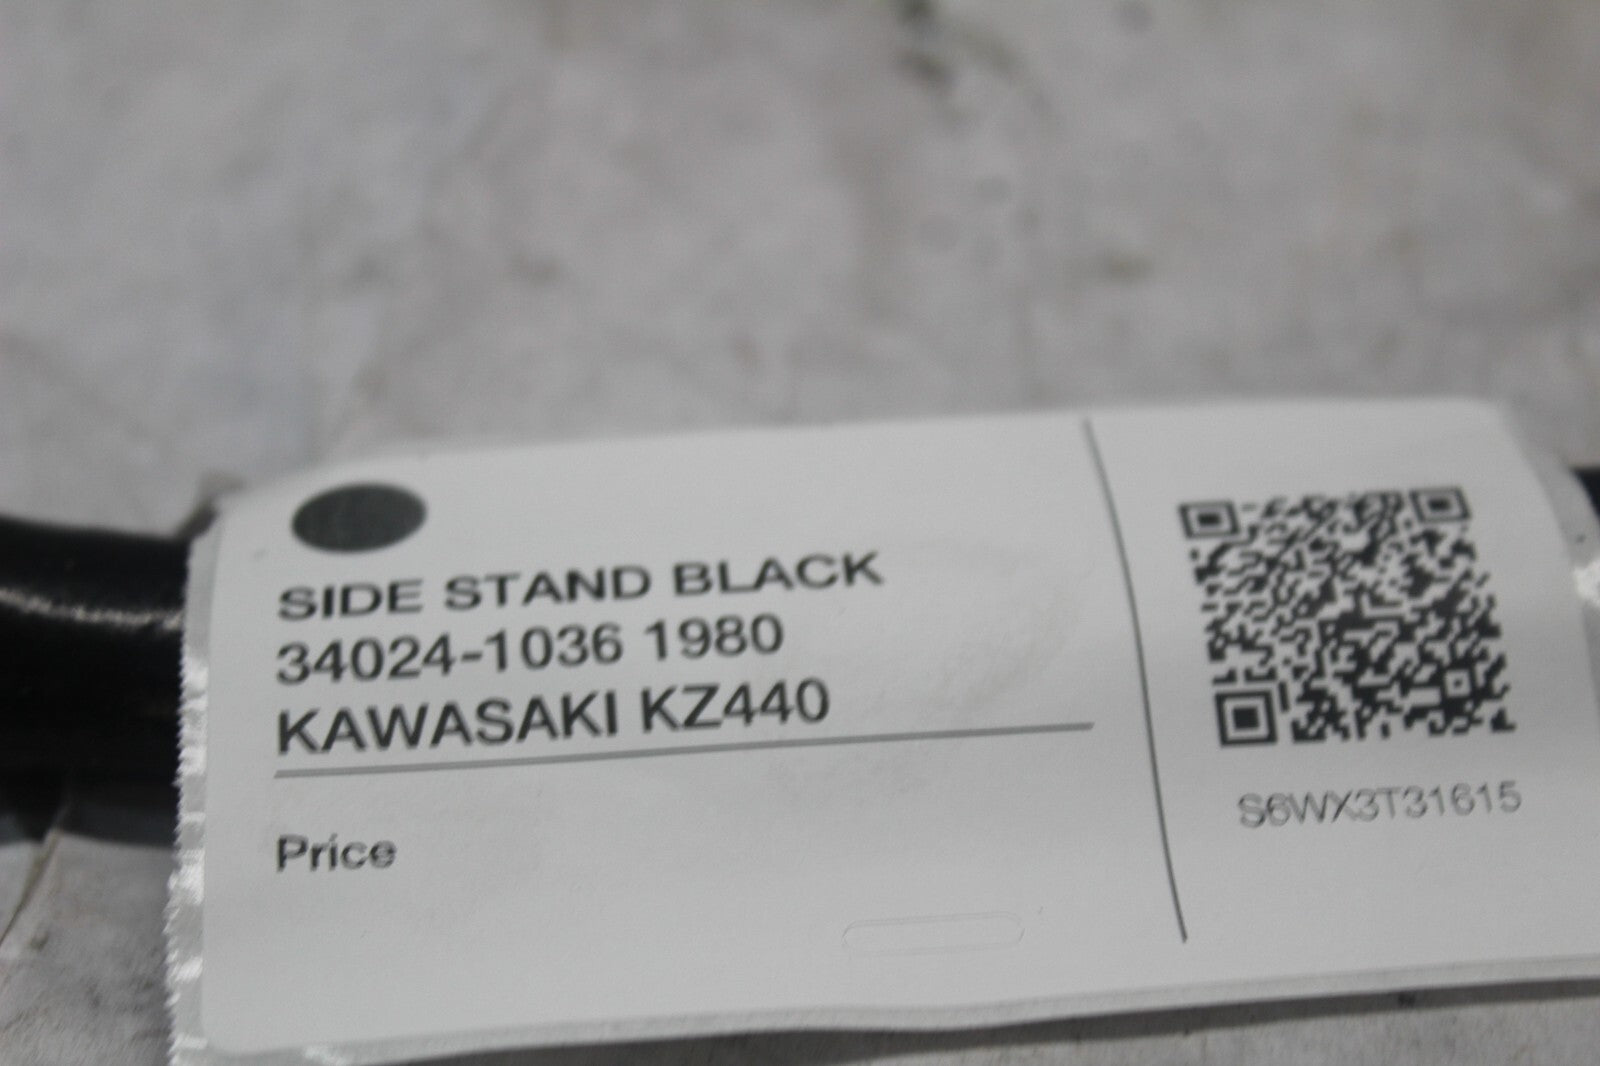 SIDE STAND BLACK
34024-1036 1980
KAWASAKI KZ440
Price
S6WX3T31615